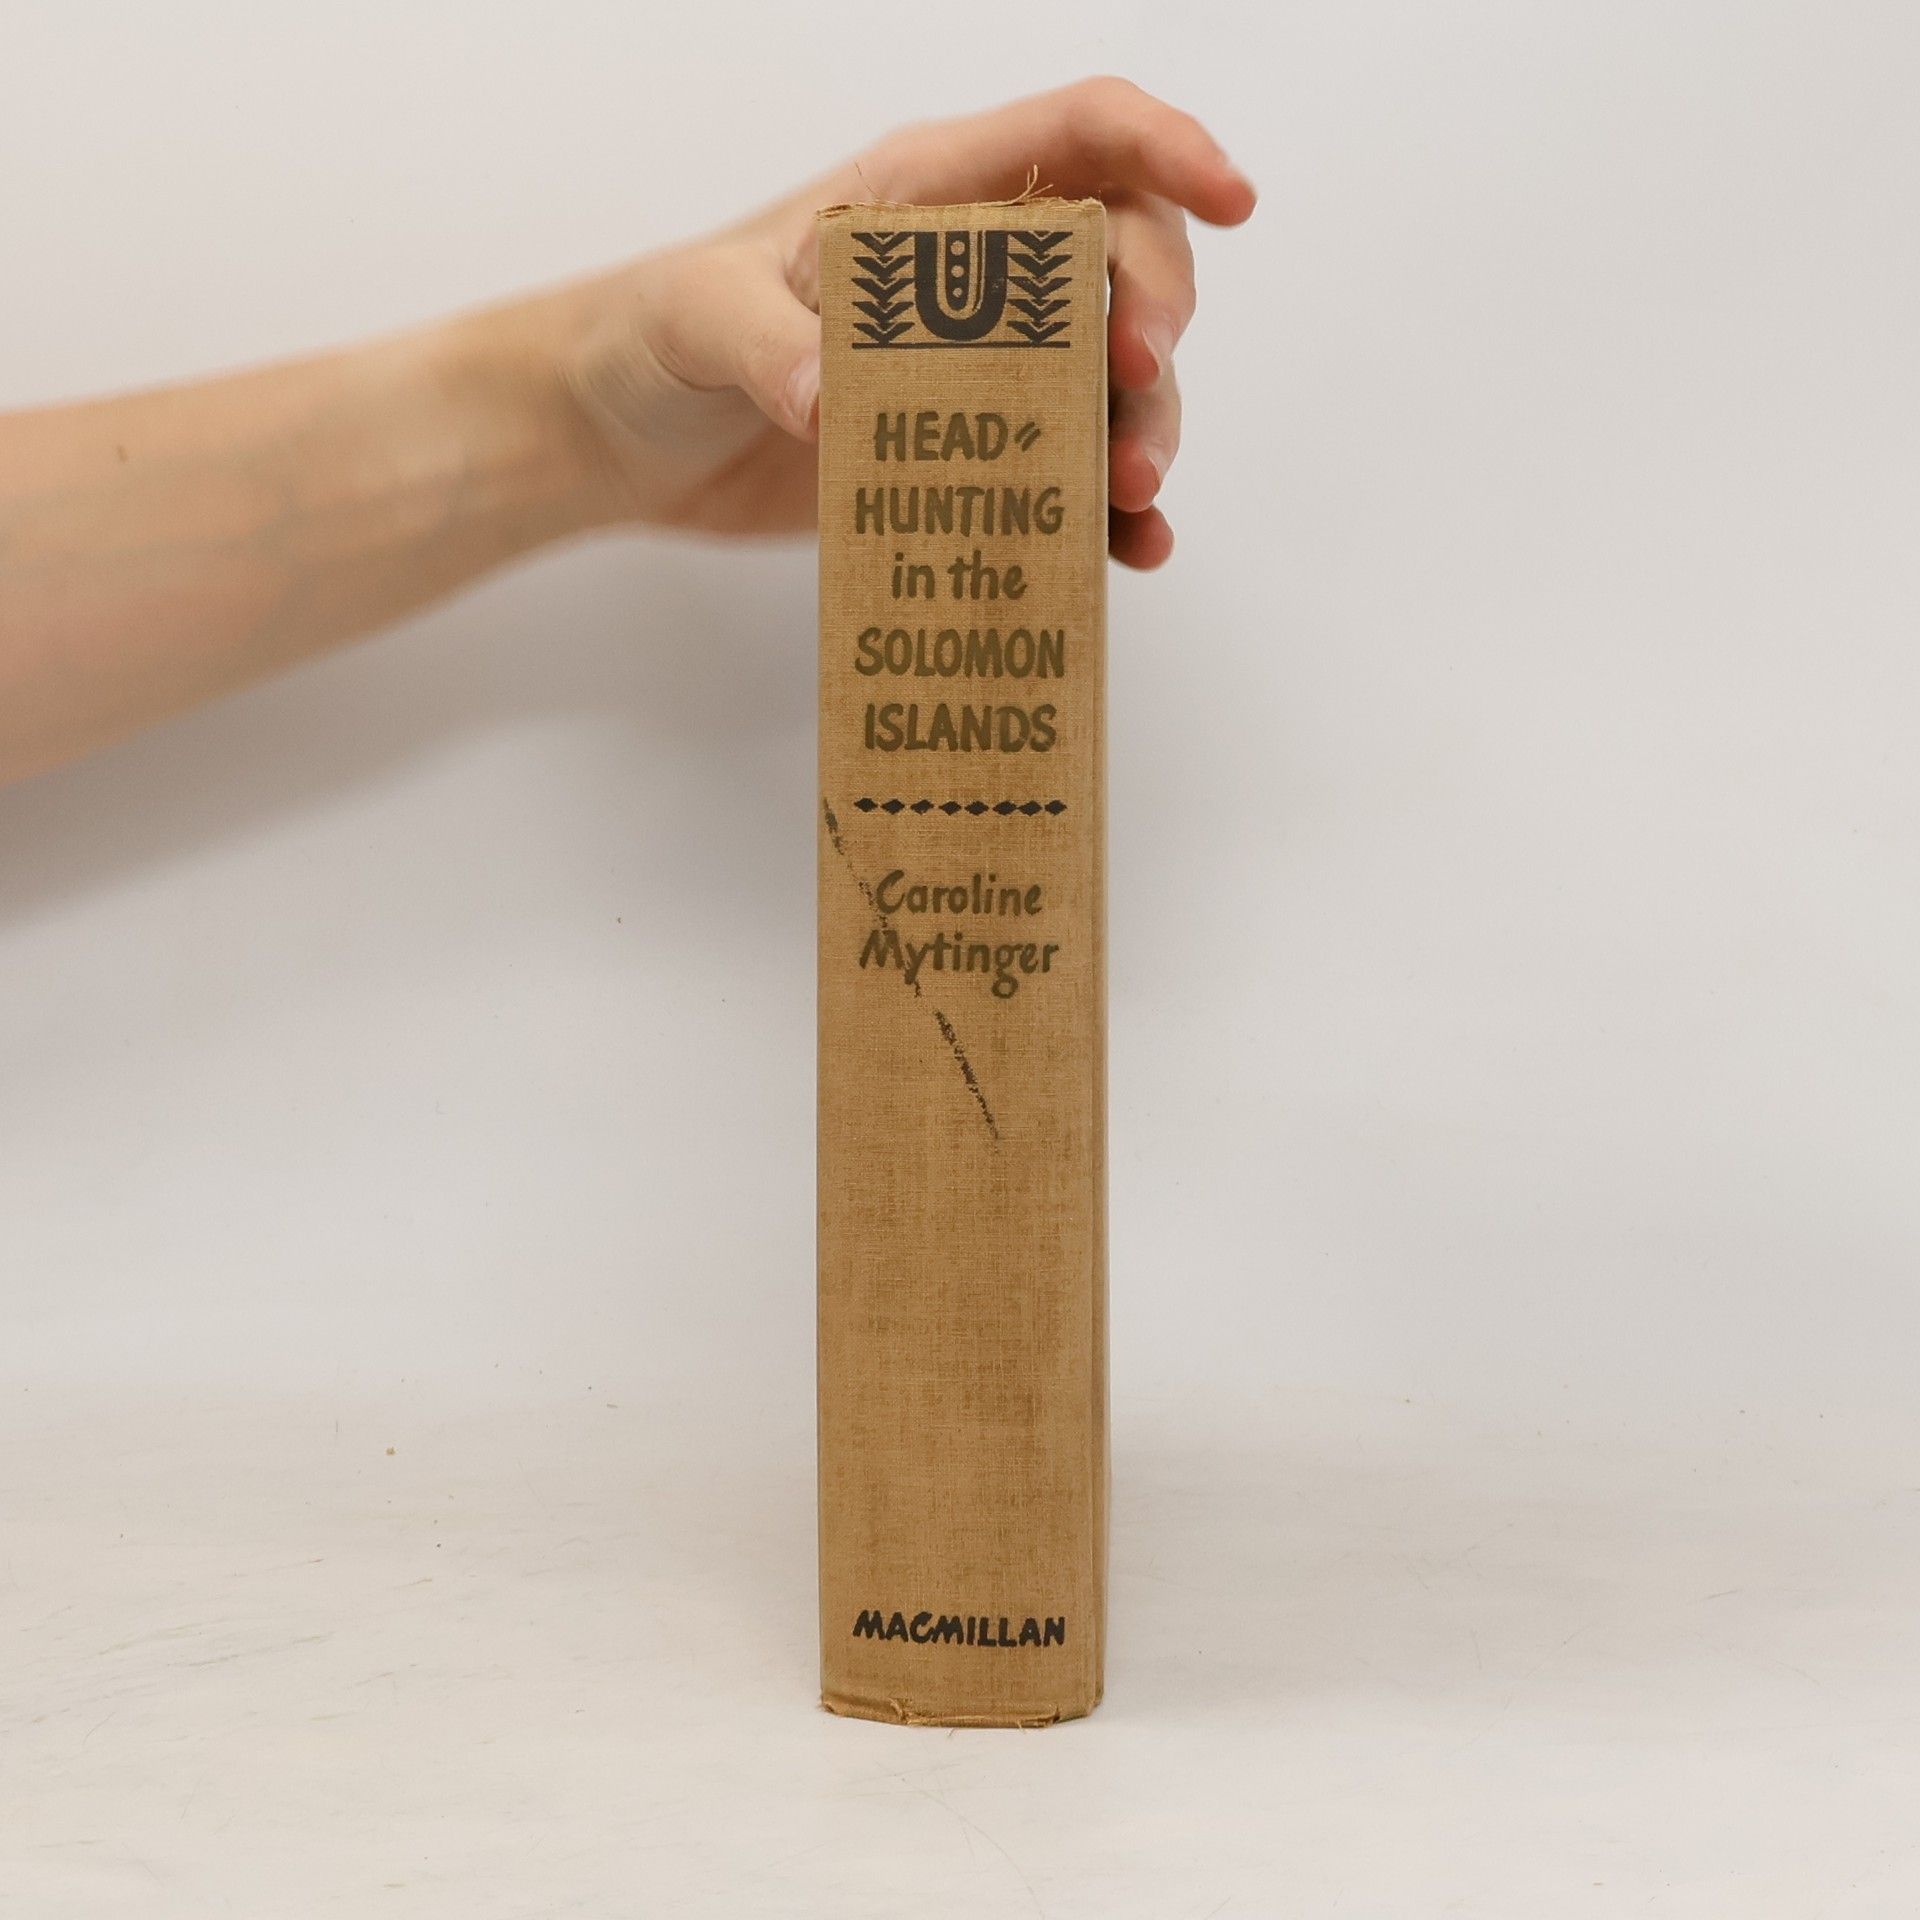 HEAD=
HUNTING
in the
SOLOMON
ISLANDS
Caroline
Mytinger
MACMILLAN